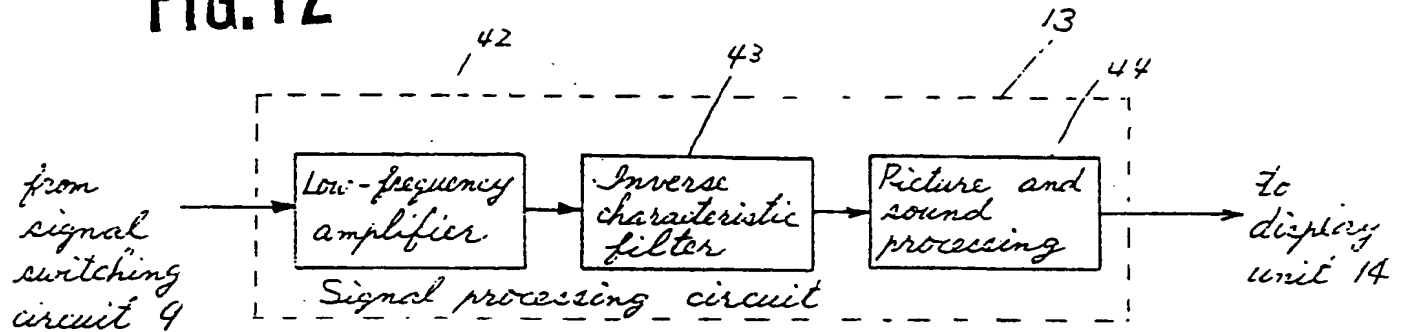 FIG. 12
42
43
13
44
from
signal
switching
circuit 9
Low-frequency
amplifier.
Inverse
characteristic
filter
Picture and
sound
processing
to
display
unit 14
Signal processing circuit